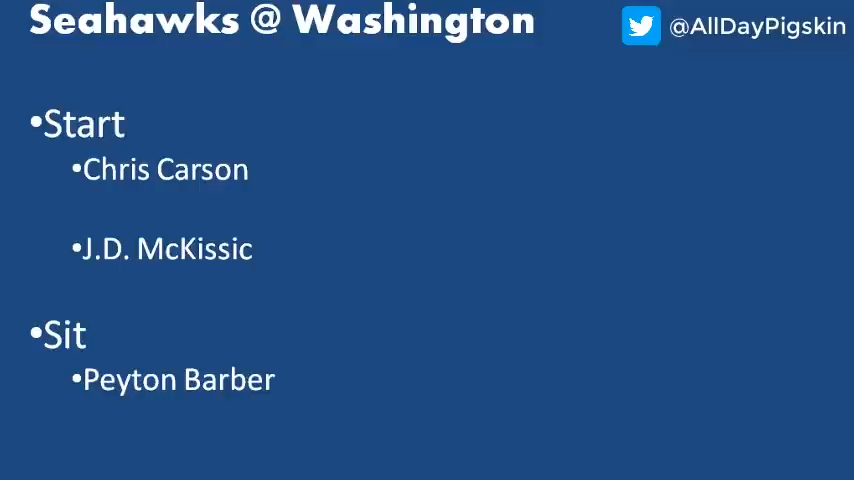 Seahawks @ Washington
@AllDayPigskin
•Start
•Chris Carson
•J.D. McKissic
•Sit
•Peyton Barber